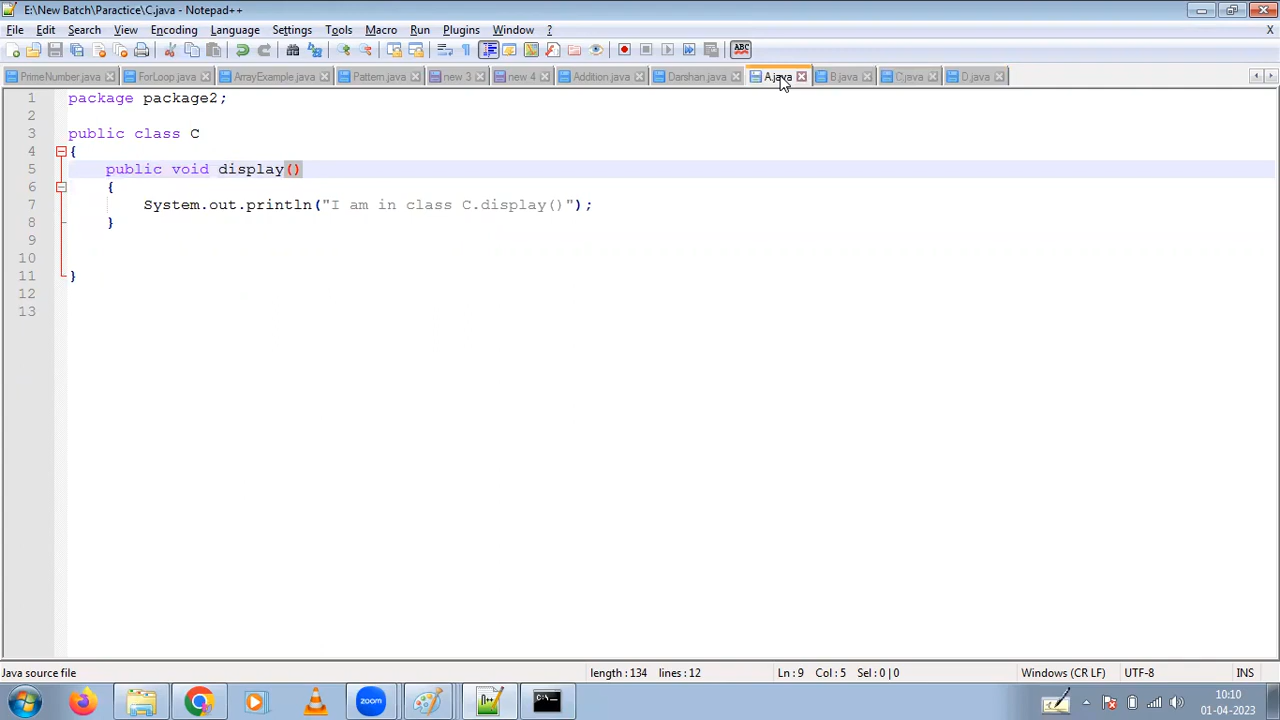 E:\New Batch\Paractice\C.java - Notepad++
File Edit Search View Encoding Language Settings Tools Macro Run Plugins Window ? X
PrimeNumber.java ForLoop.java ArrayExample.java Pattern.java new 3 new 4 Addition.java Darshan.java A.java B.java C.java D.java
1 package package2;
2
3 public class C
4 {
5 public void display()
6 {
7 System.out.println("I am in class C.display()");
8 }
9
10
11 }
12
13
Java source file length : 134 lines : 12 Ln : 9 Col : 5 Sel : 0 | 0 Windows (CR LF) UTF-8 INS
zoom
10:10
01-04-2023